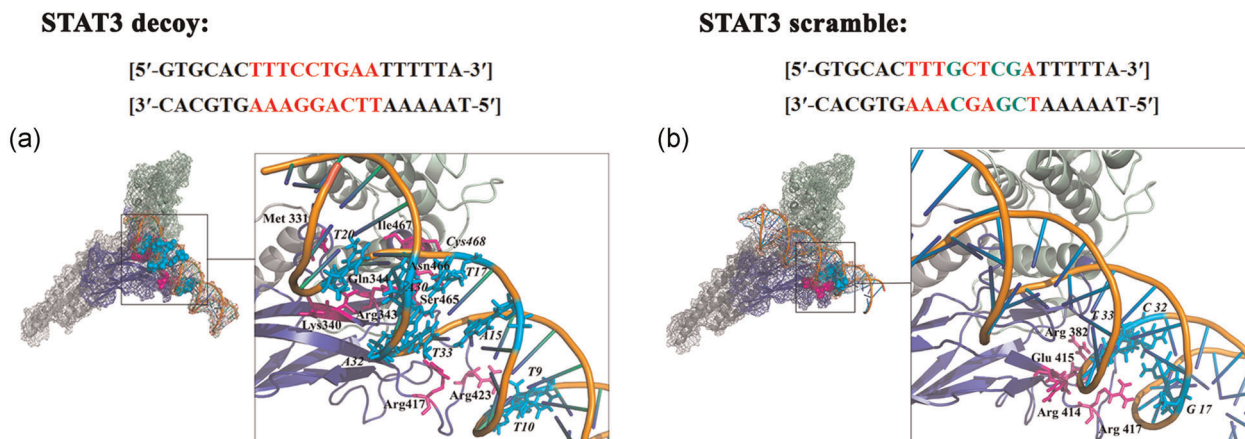 STAT3 decoy:
[5′-GTGCACTTTCCTGAATTTTTA-3′]
[3′-CACGTGAAAGGACTTAAAAAT-5′]
(a)
Met 331
T20
Ile467
Cys468
Gln344
Asn466
A30
T17
Ser465
Arg343
Lys340
A32
T33
A15
T9
Arg417
Arg423
T10
STAT3 scramble:
[5′-GTGCACTTTGCTCGATTTTTA-3′]
[3′-CACGTGAAACGAGCTAAAAAT-5′]
(b)
T 33
C 32
Arg 382
Glu 415
Arg 414
Arg 417
G 17